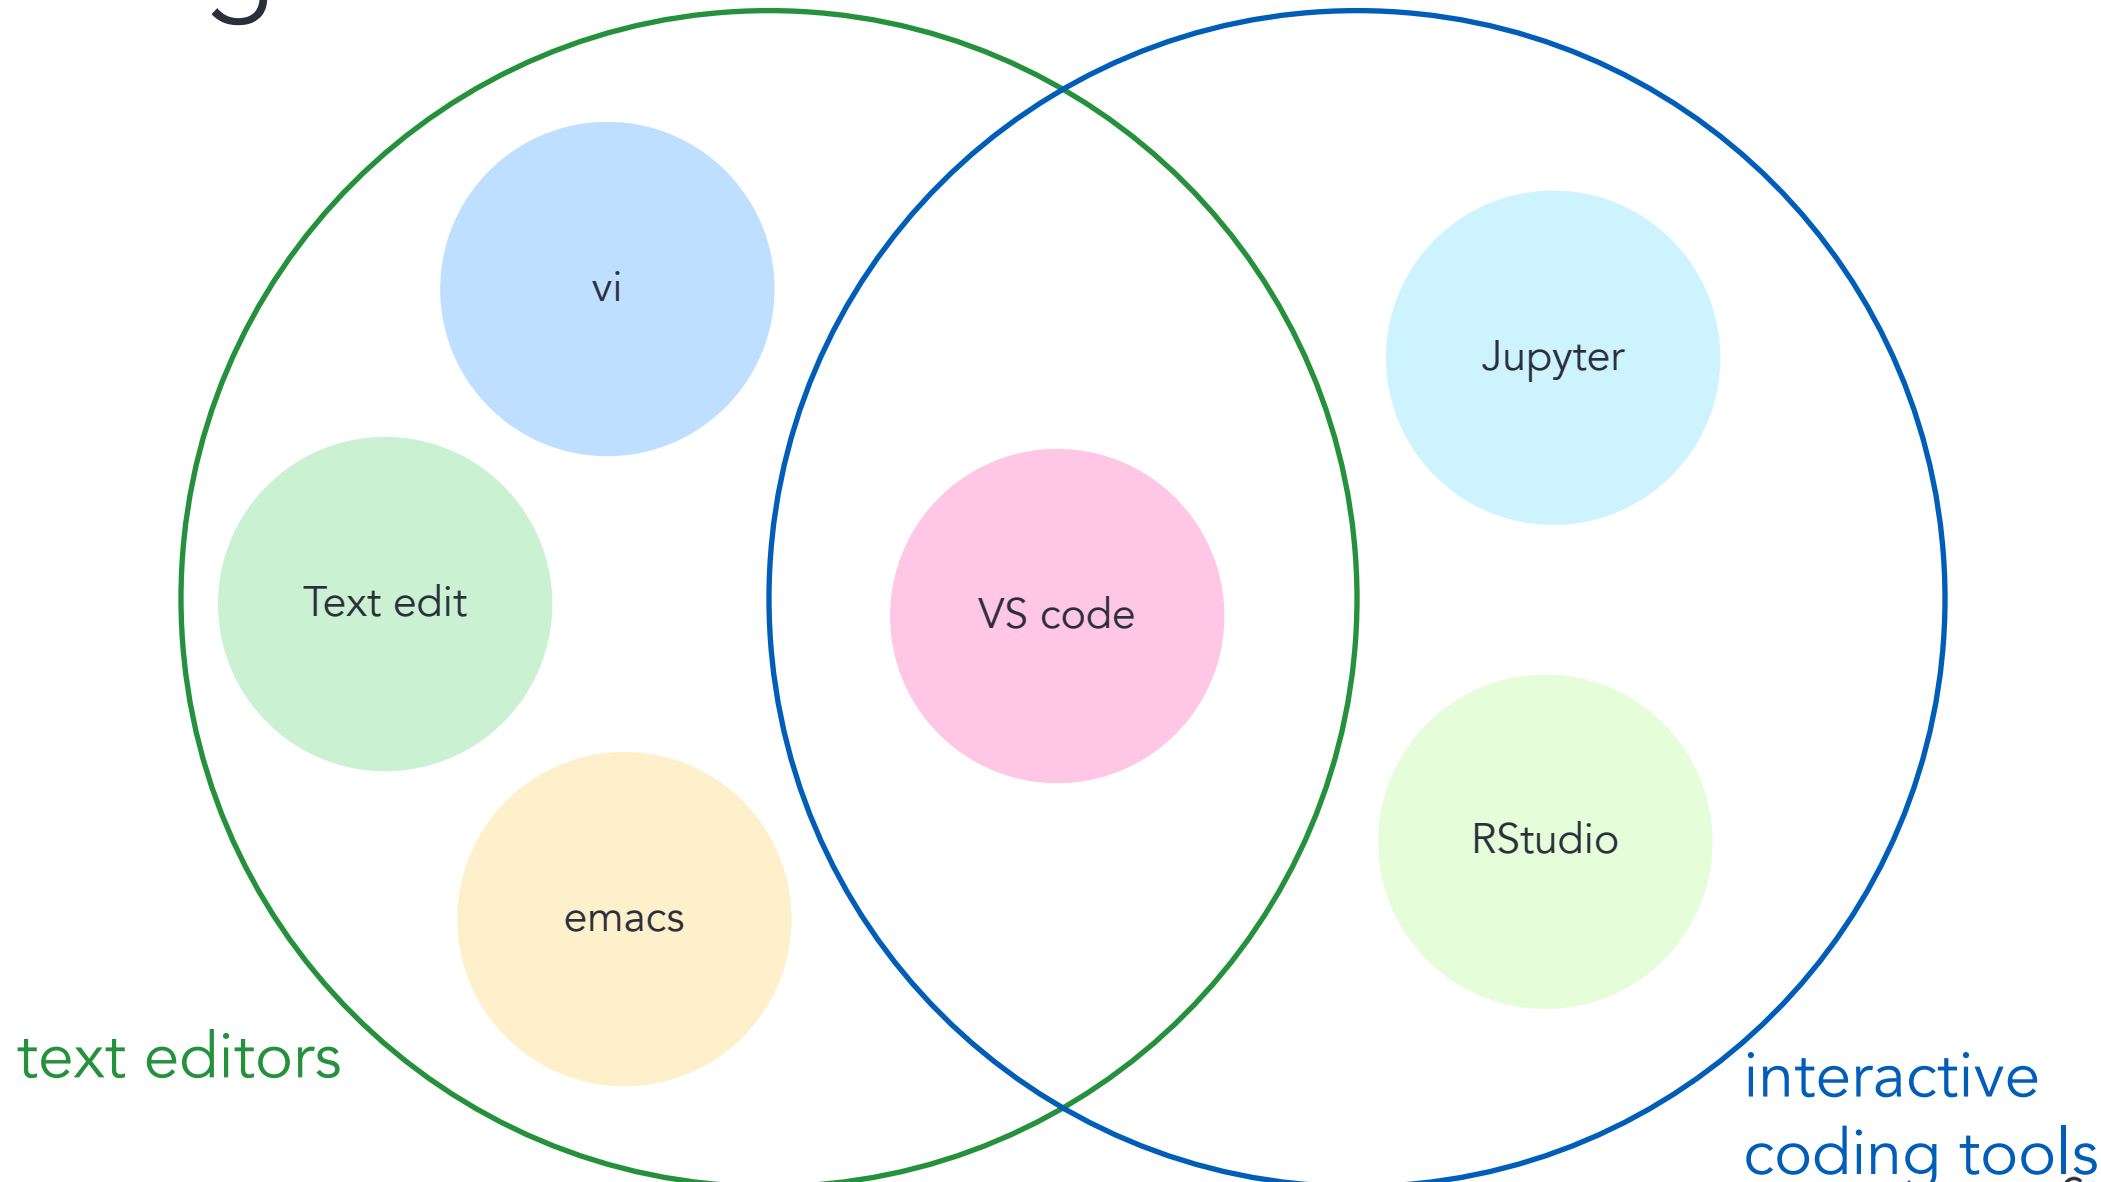 vi
Jupyter
Text edit
VS code
RStudio
emacs
text editors
interactive
coding tools